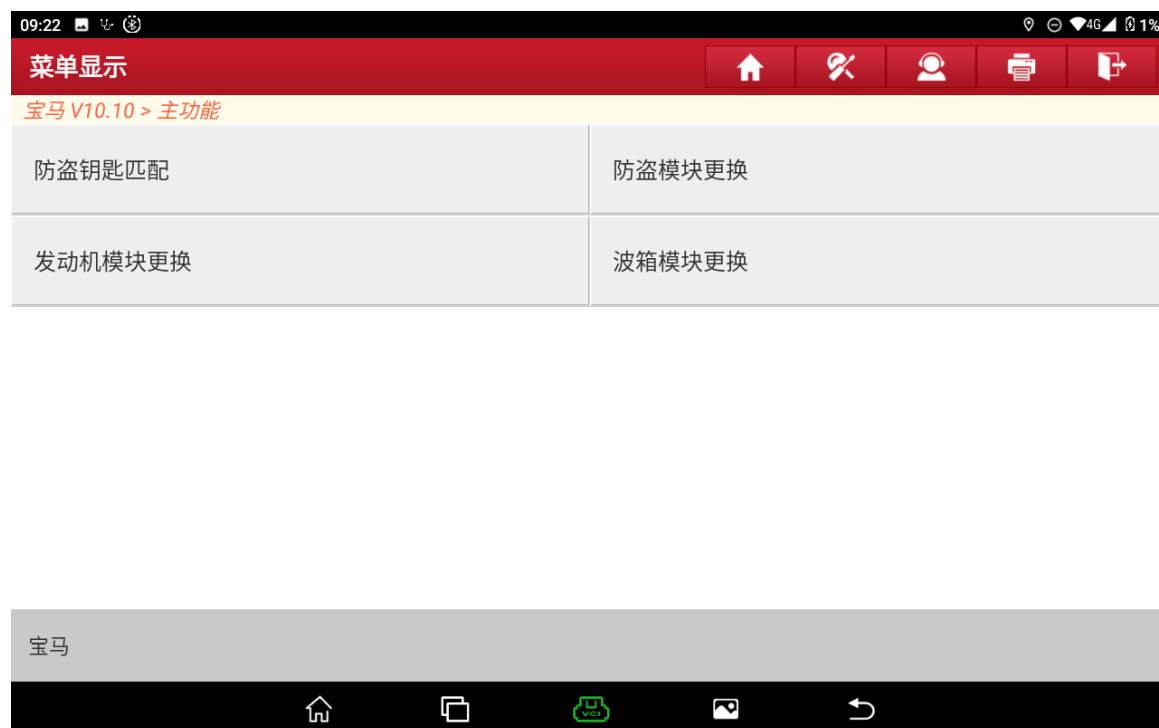 09:22 4G 1%
菜单显示
宝马 V10.10 > 主功能
防盗钥匙匹配 防盗模块更换
发动机模块更换 波箱模块更换
宝马
VCI